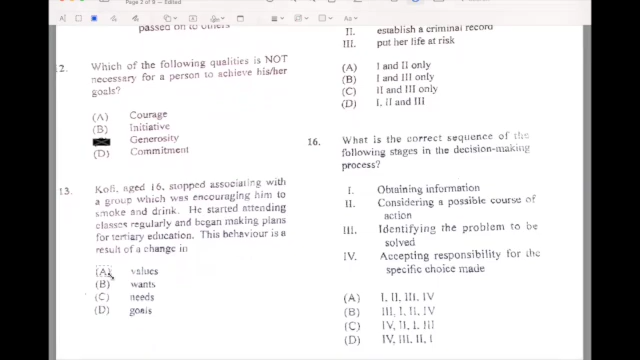 Page 2 of 8
passed on to others
12. Which of the following qualities is NOT
necessary for a person to achieve his/her
goals?
(A) Courage
(B) Initiative
Generosity
(D) Commitment
13. Kofi, aged 16, stopped associating with
a group which was encouraging him to
smoke and drink. He started attending
classes regularly and began making plans
for tertiary education. This behaviour is a
result of a change in
(A) values
(B) wants
(C) needs
(D) goals
II. establish a criminal record
III. put her life at risk
(A) I and II only
(B) I and III only
(C) II and III only
(D) I, II and III
16. What is the correct sequence of the
following stages in the decision-making
process?
I. Obtaining information
II. Considering a possible course of
action
III. Identifying the problem to be
solved
IV. Accepting responsibility for the
specific choice made
(A) I, II, III, IV
(B) III, I, II, IV
(C) IV, II, I, III
(D) IV, III, II, I